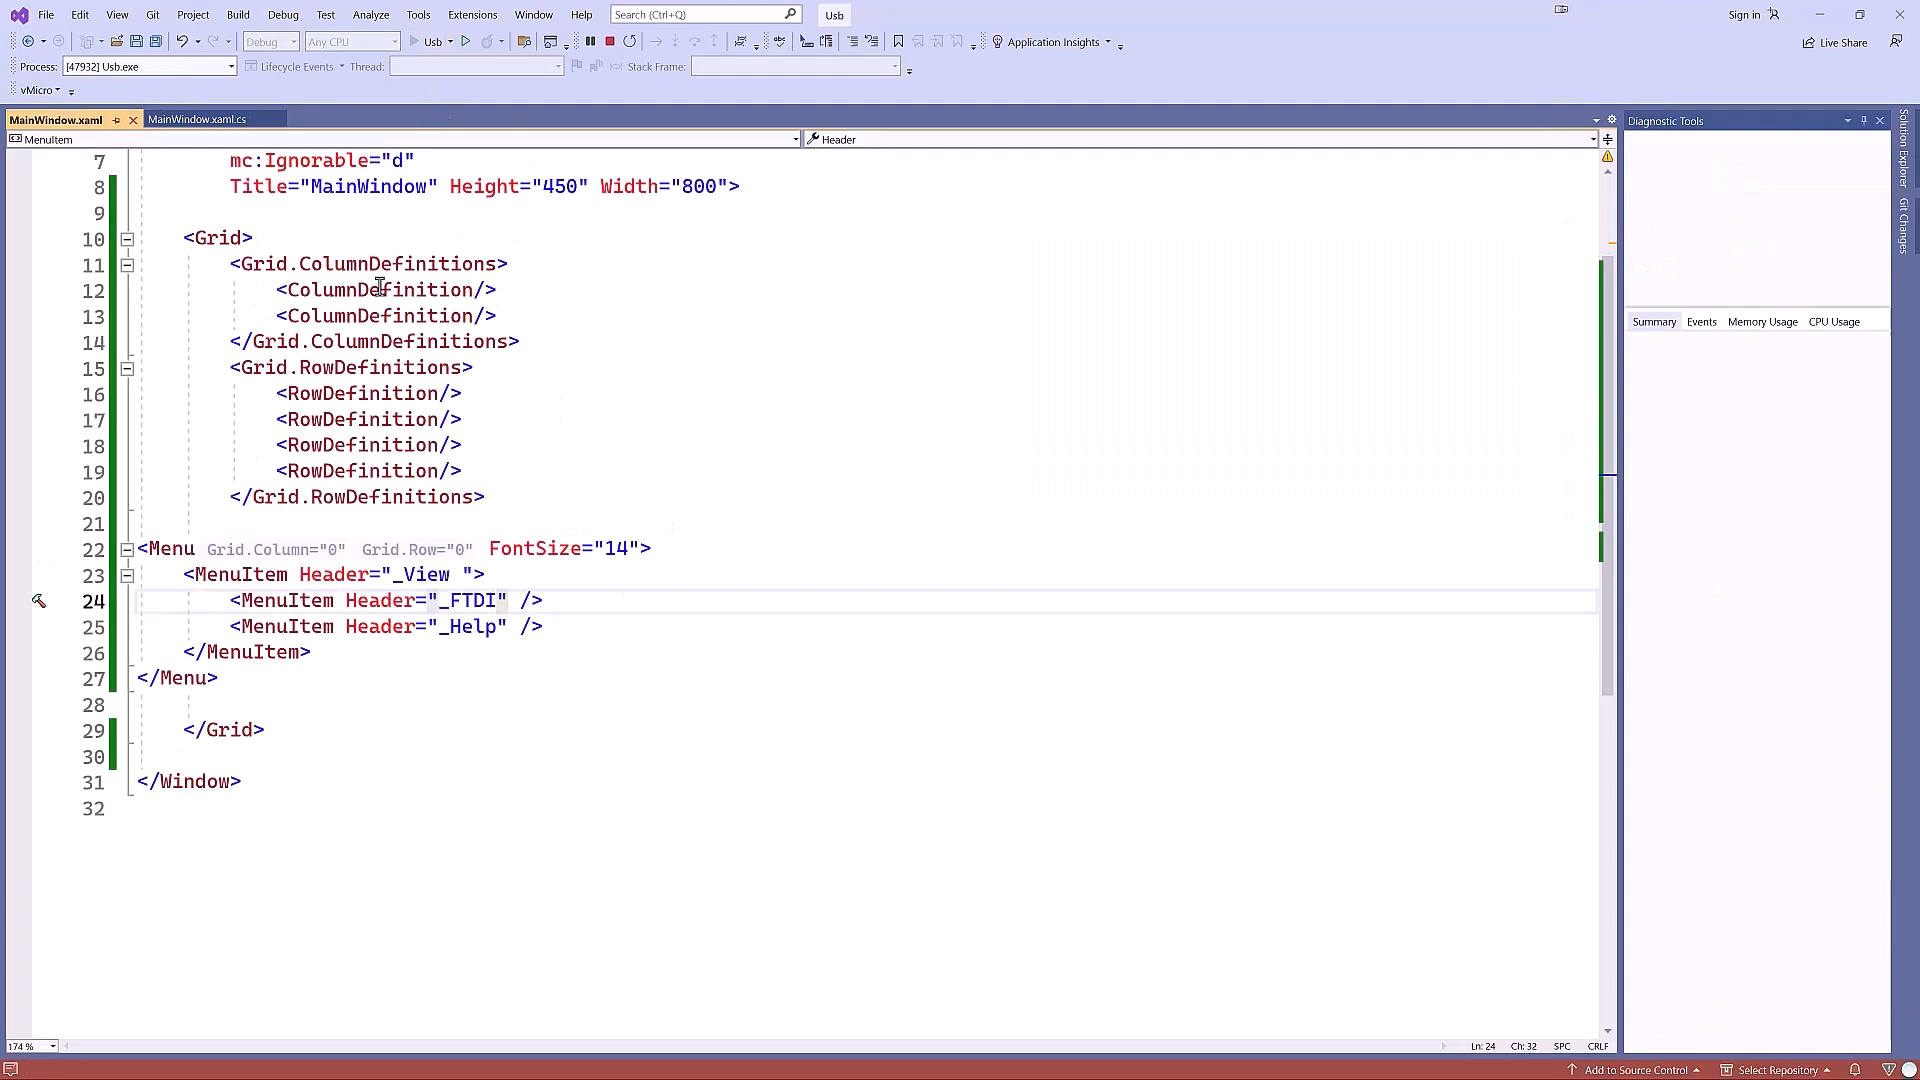 File Edit View Git Project Build Debug Test Analyze Tools Extensions Window Help Search (Ctrl+Q) Usb Sign in
Debug Any CPU Usb Application Insights Live Share
Process: [47932] Usb.exe Lifecycle Events Thread: Stack Frame:
vMicro
MainWindow.xaml MainWindow.xaml.cs
MenuItem Header
Diagnostic Tools
Summary Events Memory Usage CPU Usage
Solution Explorer
Git Changes
7 mc:Ignorable="d"
8 Title="MainWindow" Height="450" Width="800">
9
10 <Grid>
11 <Grid.ColumnDefinitions>
12 <ColumnDefinition/>
13 <ColumnDefinition/>
14 </Grid.ColumnDefinitions>
15 <Grid.RowDefinitions>
16 <RowDefinition/>
17 <RowDefinition/>
18 <RowDefinition/>
19 <RowDefinition/>
20 </Grid.RowDefinitions>
21
22 <Menu Grid.Column="0" Grid.Row="0" FontSize="14">
23 <MenuItem Header="_View ">
24 <MenuItem Header="_FTDI" />
25 <MenuItem Header="_Help" />
26 </MenuItem>
27 </Menu>
28
29 </Grid>
30
31 </Window>
32
174 % Ln: 24 Ch: 32 SPC CRLF
Add to Source Control Select Repository